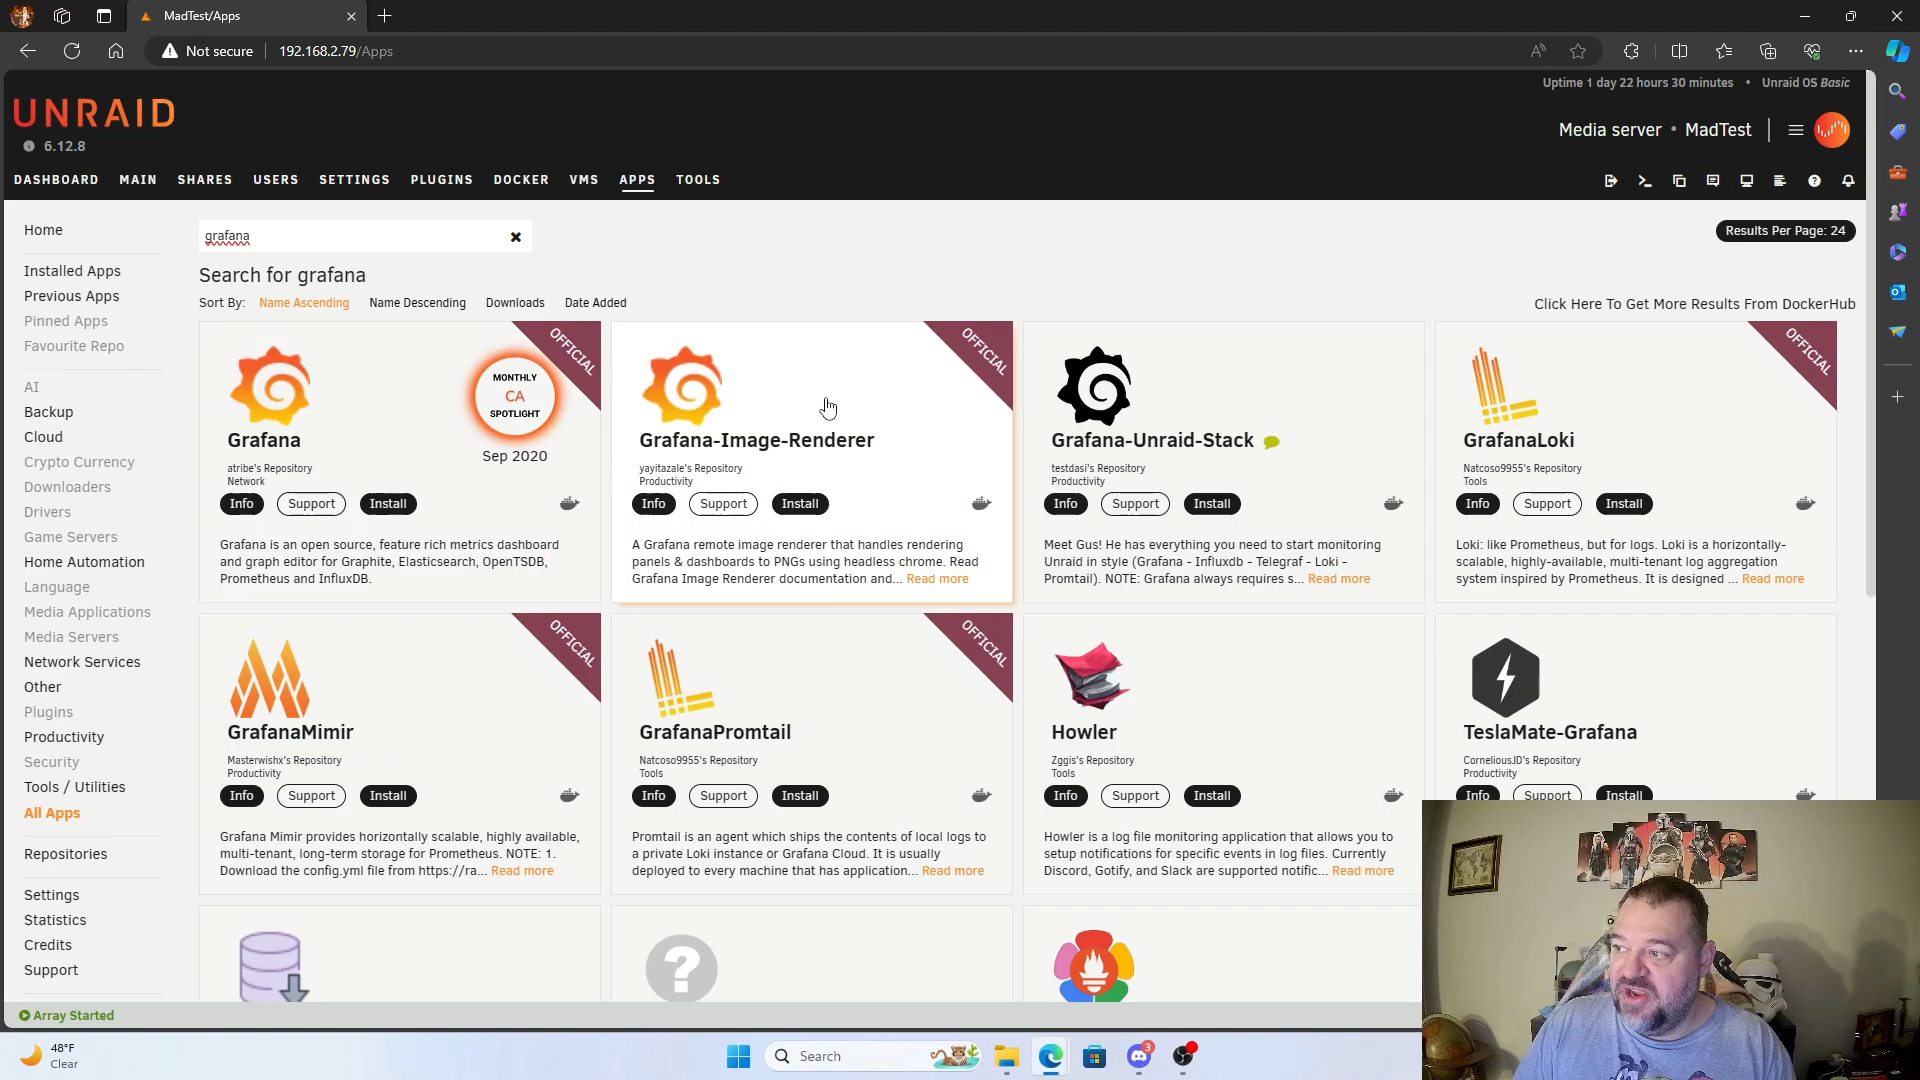 MadTest/Apps
Not secure
192.168.2.79/Apps
Uptime 1 day 22 hours 30 minutes • Unraid OS Basic
UNRAID
6.12.8
Media server • MadTest
DASHBOARD MAIN SHARES USERS SETTINGS PLUGINS DOCKER VMS APPS TOOLS
Home
Installed Apps
Previous Apps
Pinned Apps
Favourite Repo
AI
Backup
Cloud
Crypto Currency
Downloaders
Drivers
Game Servers
Home Automation
Language
Media Applications
Media Servers
Network Services
Other
Plugins
Productivity
Security
Tools / Utilities
All Apps
Repositories
Settings
Statistics
Credits
Support
grafana
Results Per Page: 24
Search for grafana
Sort By: Name Ascending Name Descending Downloads Date Added
Click Here To Get More Results From DockerHub
OFFICIAL
MONTHLY
CA
SPOTLIGHT
Sep 2020
Grafana
atribe's Repository
Network
Info Support Install
Grafana is an open source, feature rich metrics dashboard
and graph editor for Graphite, Elasticsearch, OpenTSDB,
Prometheus and InfluxDB.
OFFICIAL
Grafana-Image-Renderer
yayitazale's Repository
Productivity
Info Support Install
A Grafana remote image renderer that handles rendering
panels & dashboards to PNGs using headless chrome. Read
Grafana Image Renderer documentation and... Read more
Grafana-Unraid-Stack
testdasi's Repository
Productivity
Info Support Install
Meet Gus! He has everything you need to start monitoring
Unraid in style (Grafana - Influxdb - Telegraf - Loki -
Promtail). NOTE: Grafana always requires s... Read more
OFFICIAL
GrafanaLoki
Natcoso9955's Repository
Tools
Info Support Install
Loki: like Prometheus, but for logs. Loki is a horizontally-
scalable, highly-available, multi-tenant log aggregation
system inspired by Prometheus. It is designed ... Read more
OFFICIAL
GrafanaMimir
Masterwishx's Repository
Productivity
Info Support Install
Grafana Mimir provides horizontally scalable, highly available,
multi-tenant, long-term storage for Prometheus. NOTE: 1.
Download the config.yml file from https://ra... Read more
OFFICIAL
GrafanaPromtail
Natcoso9955's Repository
Tools
Info Support Install
Promtail is an agent which ships the contents of local logs to
a private Loki instance or Grafana Cloud. It is usually
deployed to every machine that has application... Read more
Howler
Zggis's Repository
Tools
Info Support Install
Howler is a log file monitoring application that allows you to
setup notifications for specific events in log files. Currently
Discord, Gotify, and Slack are supported notific... Read more
TeslaMate-Grafana
CorneliousJD's Repository
Productivity
Info Support Install
Array Started
48°F
Clear
Search
3